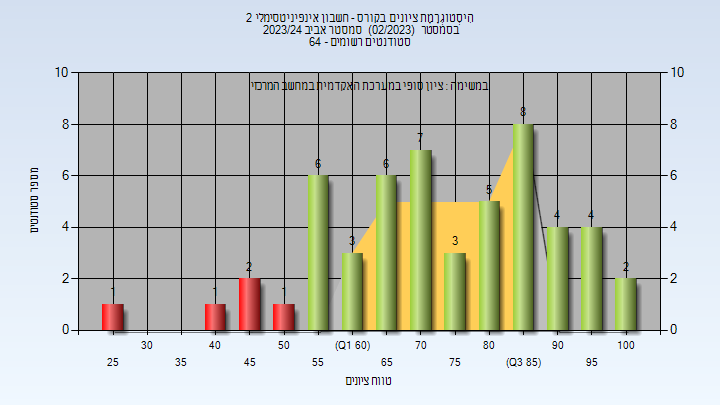 היסטוגרמת ציונים בקורס - חשבון אינפיניטסימלי 2
בסמסטר (02/2023) סמסטר אביב 2023/24
סטודנטים רשומים - 64
במשימה : ציון סופי במערכת האקדמית במחשב המרכזי
מספר סטודנטים
10 10
8 8
6 6
4 4
2 2
0 0
1 1 2 1 6 3 6 7 3 5 8 4 4 2
30 40 50 (Q1 60) 70 80 90 100
25 35 45 55 65 75 (Q3 85) 95
טווח ציונים